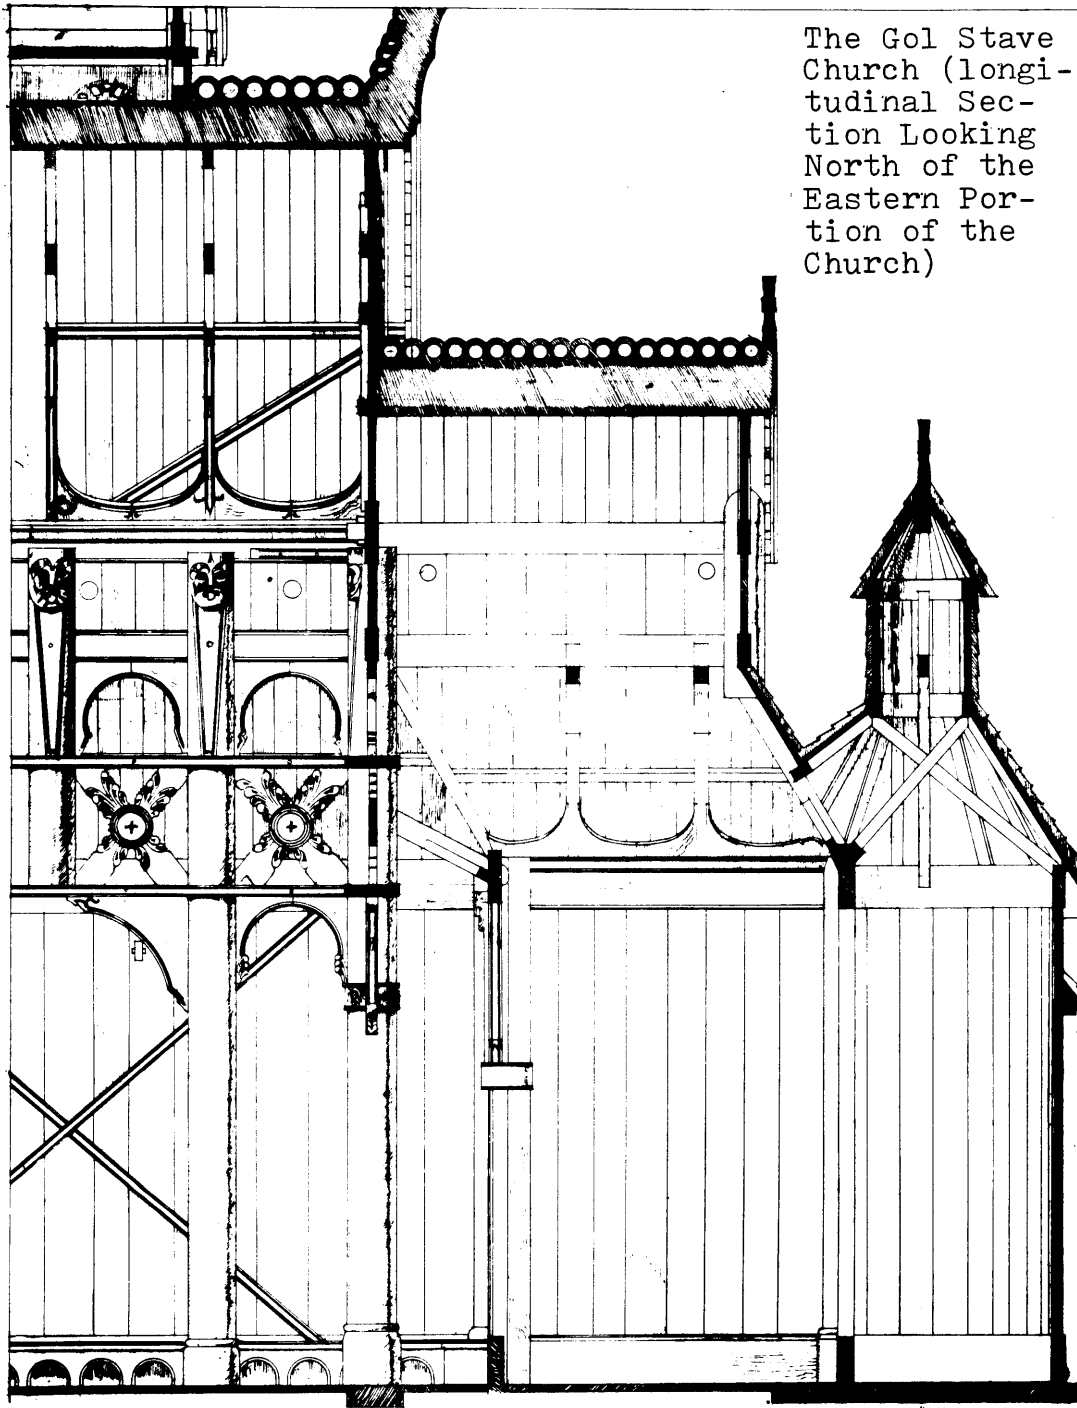 The Gol Stave
Church (longi-
tudinal Sec-
tion Looking
North of the
Eastern Por-
tion of the
Church)